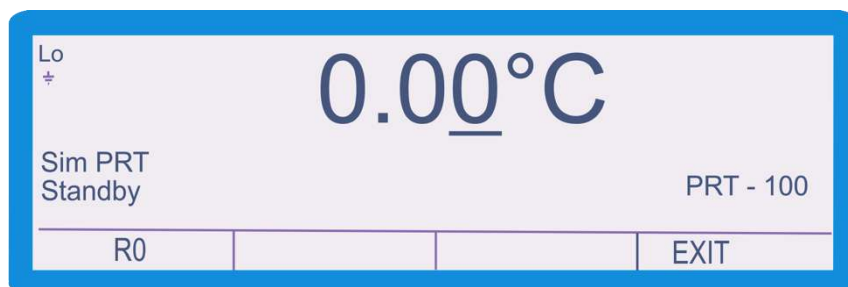 Lo
0.00°C
Sim PRT
Standby
PRT - 100
R0
EXIT